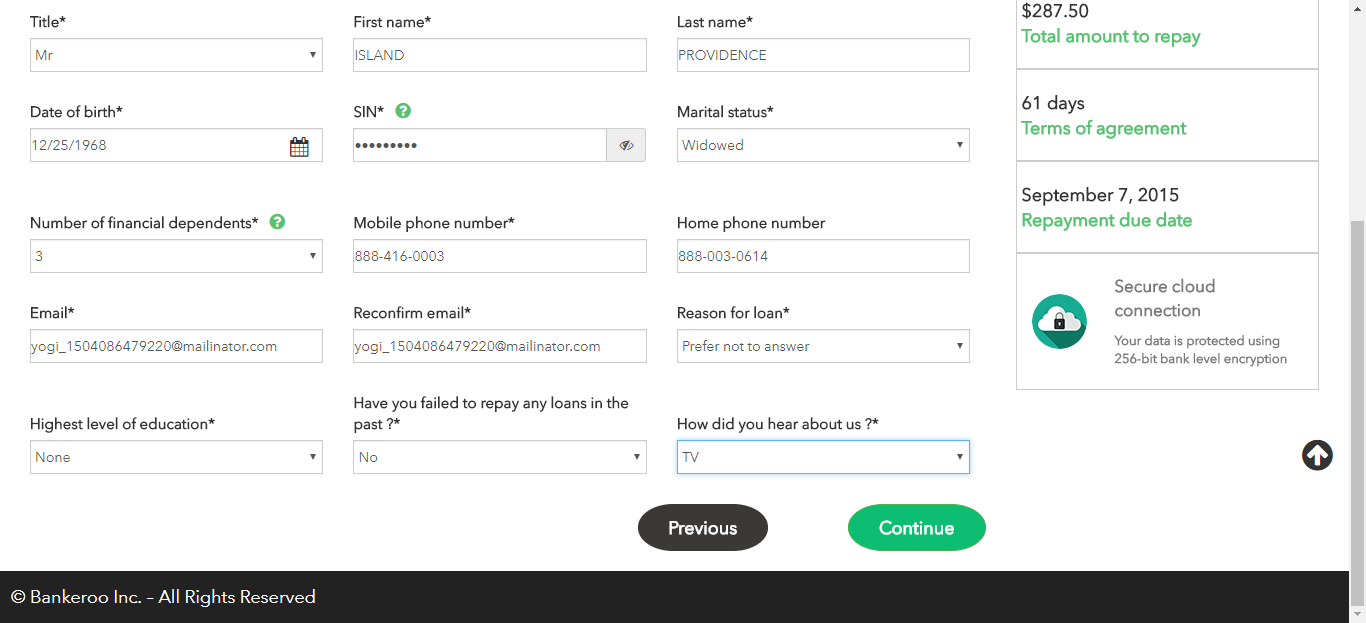 Title*
First name*
Last name*
Mr
ISLAND
PROVIDENCE
Date of birth*
SIN*
?
Marital status*
12/25/1968
•••••••••
Widowed
Number of financial dependents*
?
Mobile phone number*
Home phone number
3
888-416-0003
888-003-0614
Email*
Reconfirm email*
Reason for loan*
yogi_1504086479220@mailinator.com
yogi_1504086479220@mailinator.com
Prefer not to answer
Highest level of education*
Have you failed to repay any loans in the
past ?*
How did you hear about us ?*
None
No
TV
Previous
Continue
$287.50
Total amount to repay
61 days
Terms of agreement
September 7, 2015
Repayment due date
Secure cloud
connection
Your data is protected using
256-bit bank level encryption
© Bankeroo Inc. – All Rights Reserved